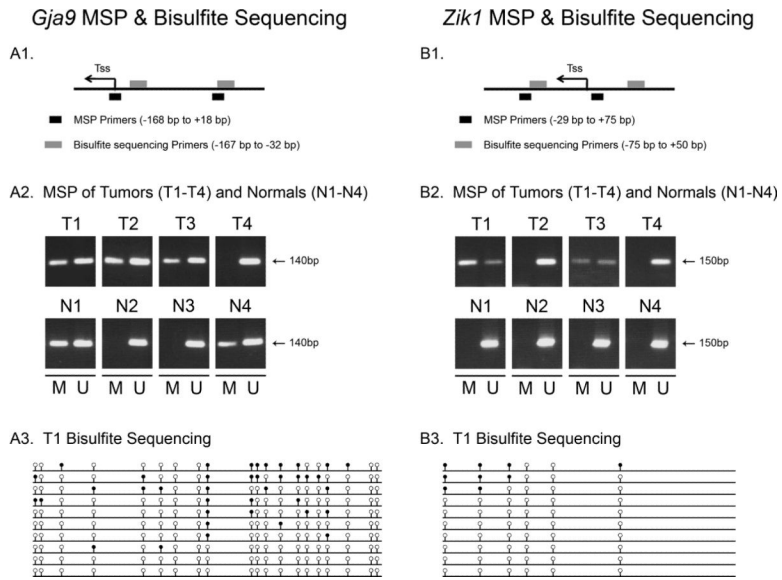 Gja9 MSP & Bisulfite Sequencing
A1.
Tss
MSP Primers (-168 bp to +18 bp)
Bisulfite sequencing Primers (-167 bp to -32 bp)
A2. MSP of Tumors (T1-T4) and Normals (N1-N4)
T1 T2 T3 T4
← 140bp
N1 N2 N3 N4
← 140bp
M U M U M U M U
A3. T1 Bisulfite Sequencing
Zik1 MSP & Bisulfite Sequencing
B1.
Tss
MSP Primers (-29 bp to +75 bp)
Bisulfite sequencing Primers (-75 bp to +50 bp)
B2. MSP of Tumors (T1-T4) and Normals (N1-N4)
T1 T2 T3 T4
← 150bp
N1 N2 N3 N4
← 150bp
M U M U M U M U
B3. T1 Bisulfite Sequencing